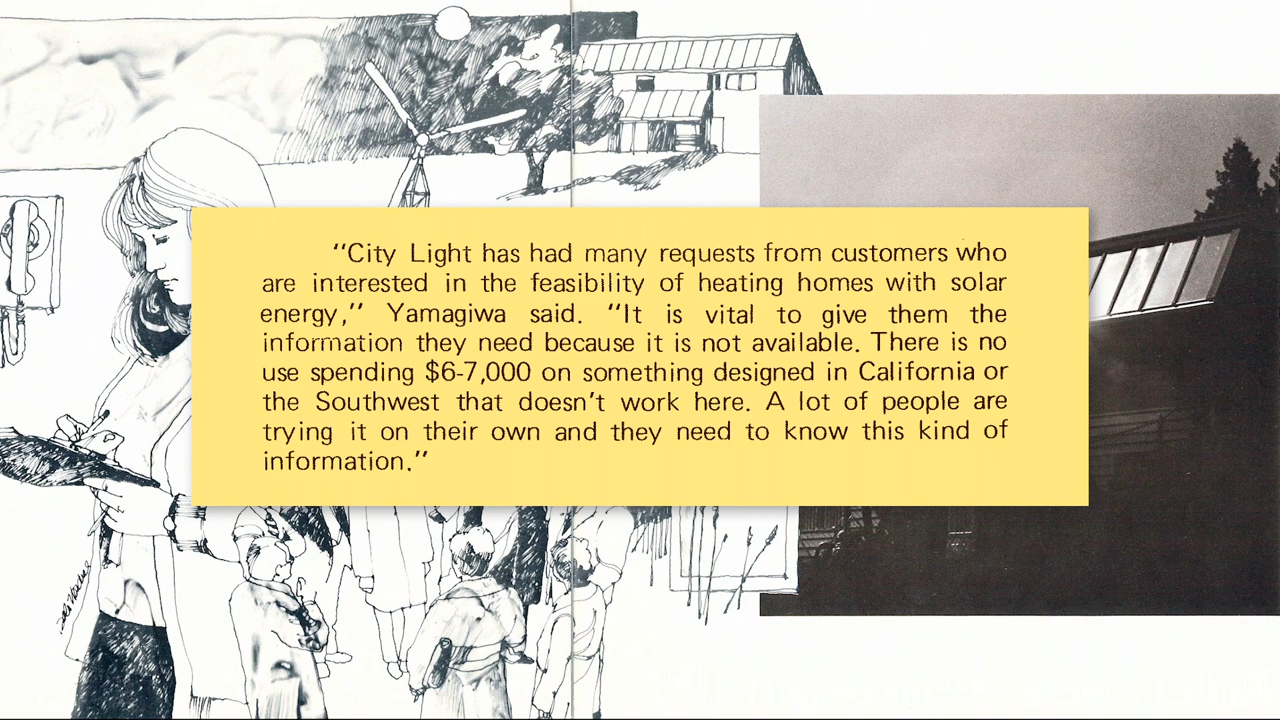 “City Light has had many requests from customers who
are interested in the feasibility of heating homes with solar
energy,” Yamagiwa said. “It is vital to give them the
information they need because it is not available. There is no
use spending $6-7,000 on something designed in California or
the Southwest that doesn't work here. A lot of people are
trying it on their own and they need to know this kind of
information.”